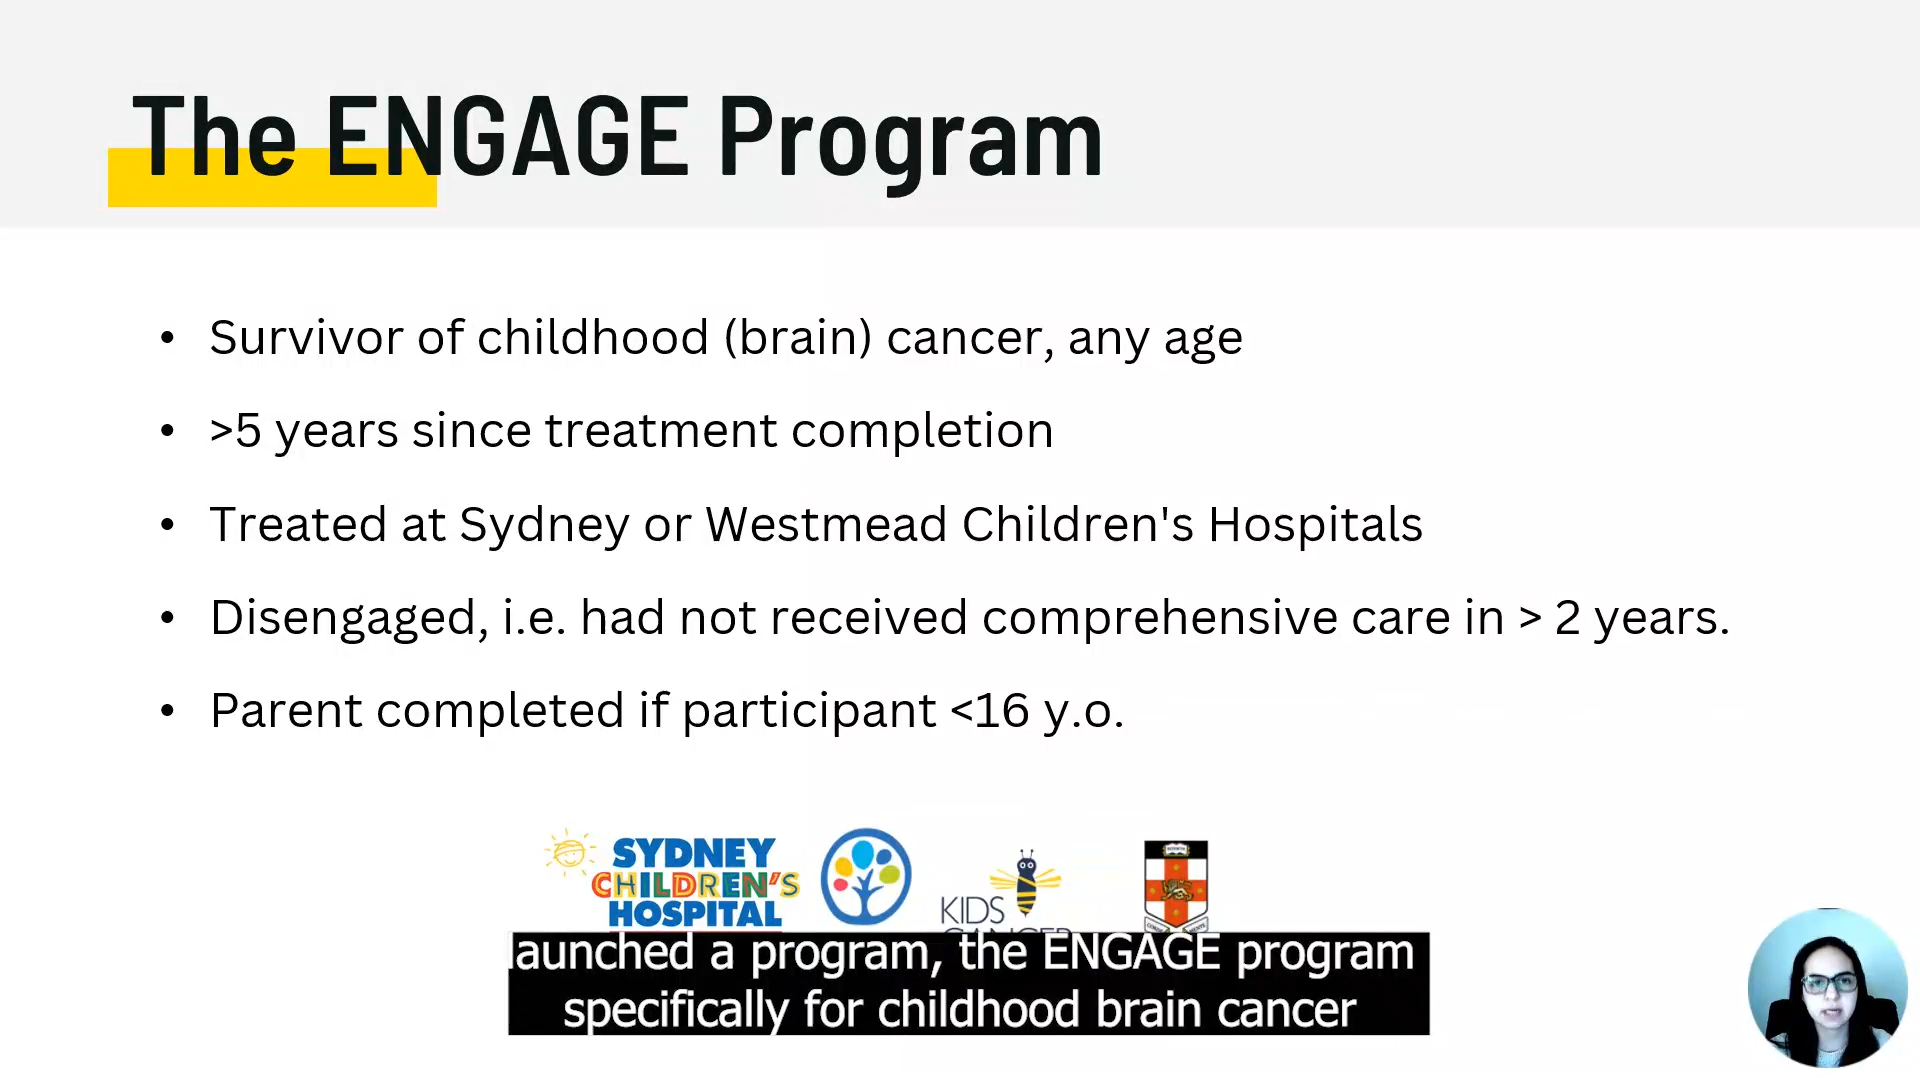 The ENGAGE Program
• Survivor of childhood (brain) cancer, any age
• >5 years since treatment completion
• Treated at Sydney or Westmead Children's Hospitals
• Disengaged, i.e. had not received comprehensive care in > 2 years.
• Parent completed if participant <16 y.o.
SYDNEY
CHILDREN'S
HOSPITAL
KIDS
CANCER
launched a program, the ENGAGE program
specifically for childhood brain cancer